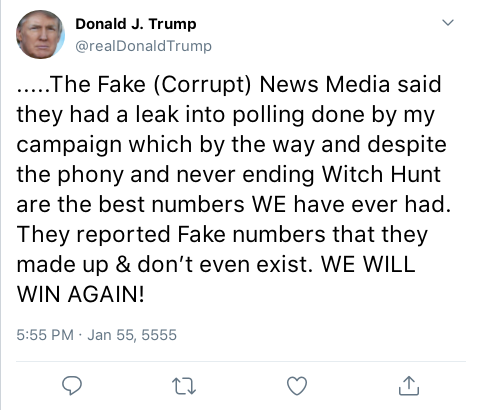 Donald J. Trump
@realDonaldTrump
.....The Fake (Corrupt) News Media said
they had a leak into polling done by my
campaign which by the way and despite
the phony and never ending Witch Hunt
are the best numbers WE have ever had.
They reported Fake numbers that they
made up & don’t even exist. WE WILL
WIN AGAIN!
5:55 PM · Jan 55, 5555